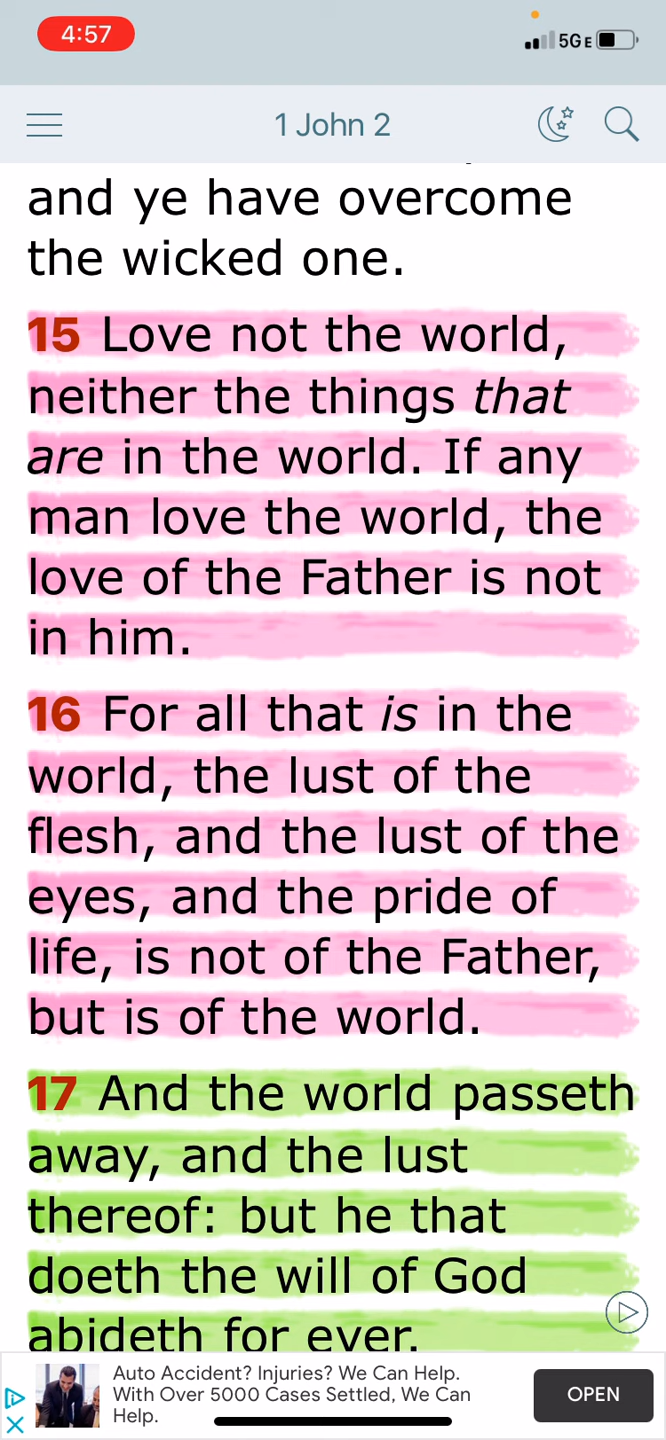 4:57
5GE
1 John 2
and ye have overcome
the wicked one.
15 Love not the world,
neither the things that
are in the world. If any
man love the world, the
love of the Father is not
in him.
16 For all that is in the
world, the lust of the
flesh, and the lust of the
eyes, and the pride of
life, is not of the Father,
but is of the world.
17 And the world passeth
away, and the lust
thereof: but he that
doeth the will of God
abideth for ever.
Auto Accident? Injuries? We Can Help.
With Over 5000 Cases Settled, We Can
Help.
OPEN